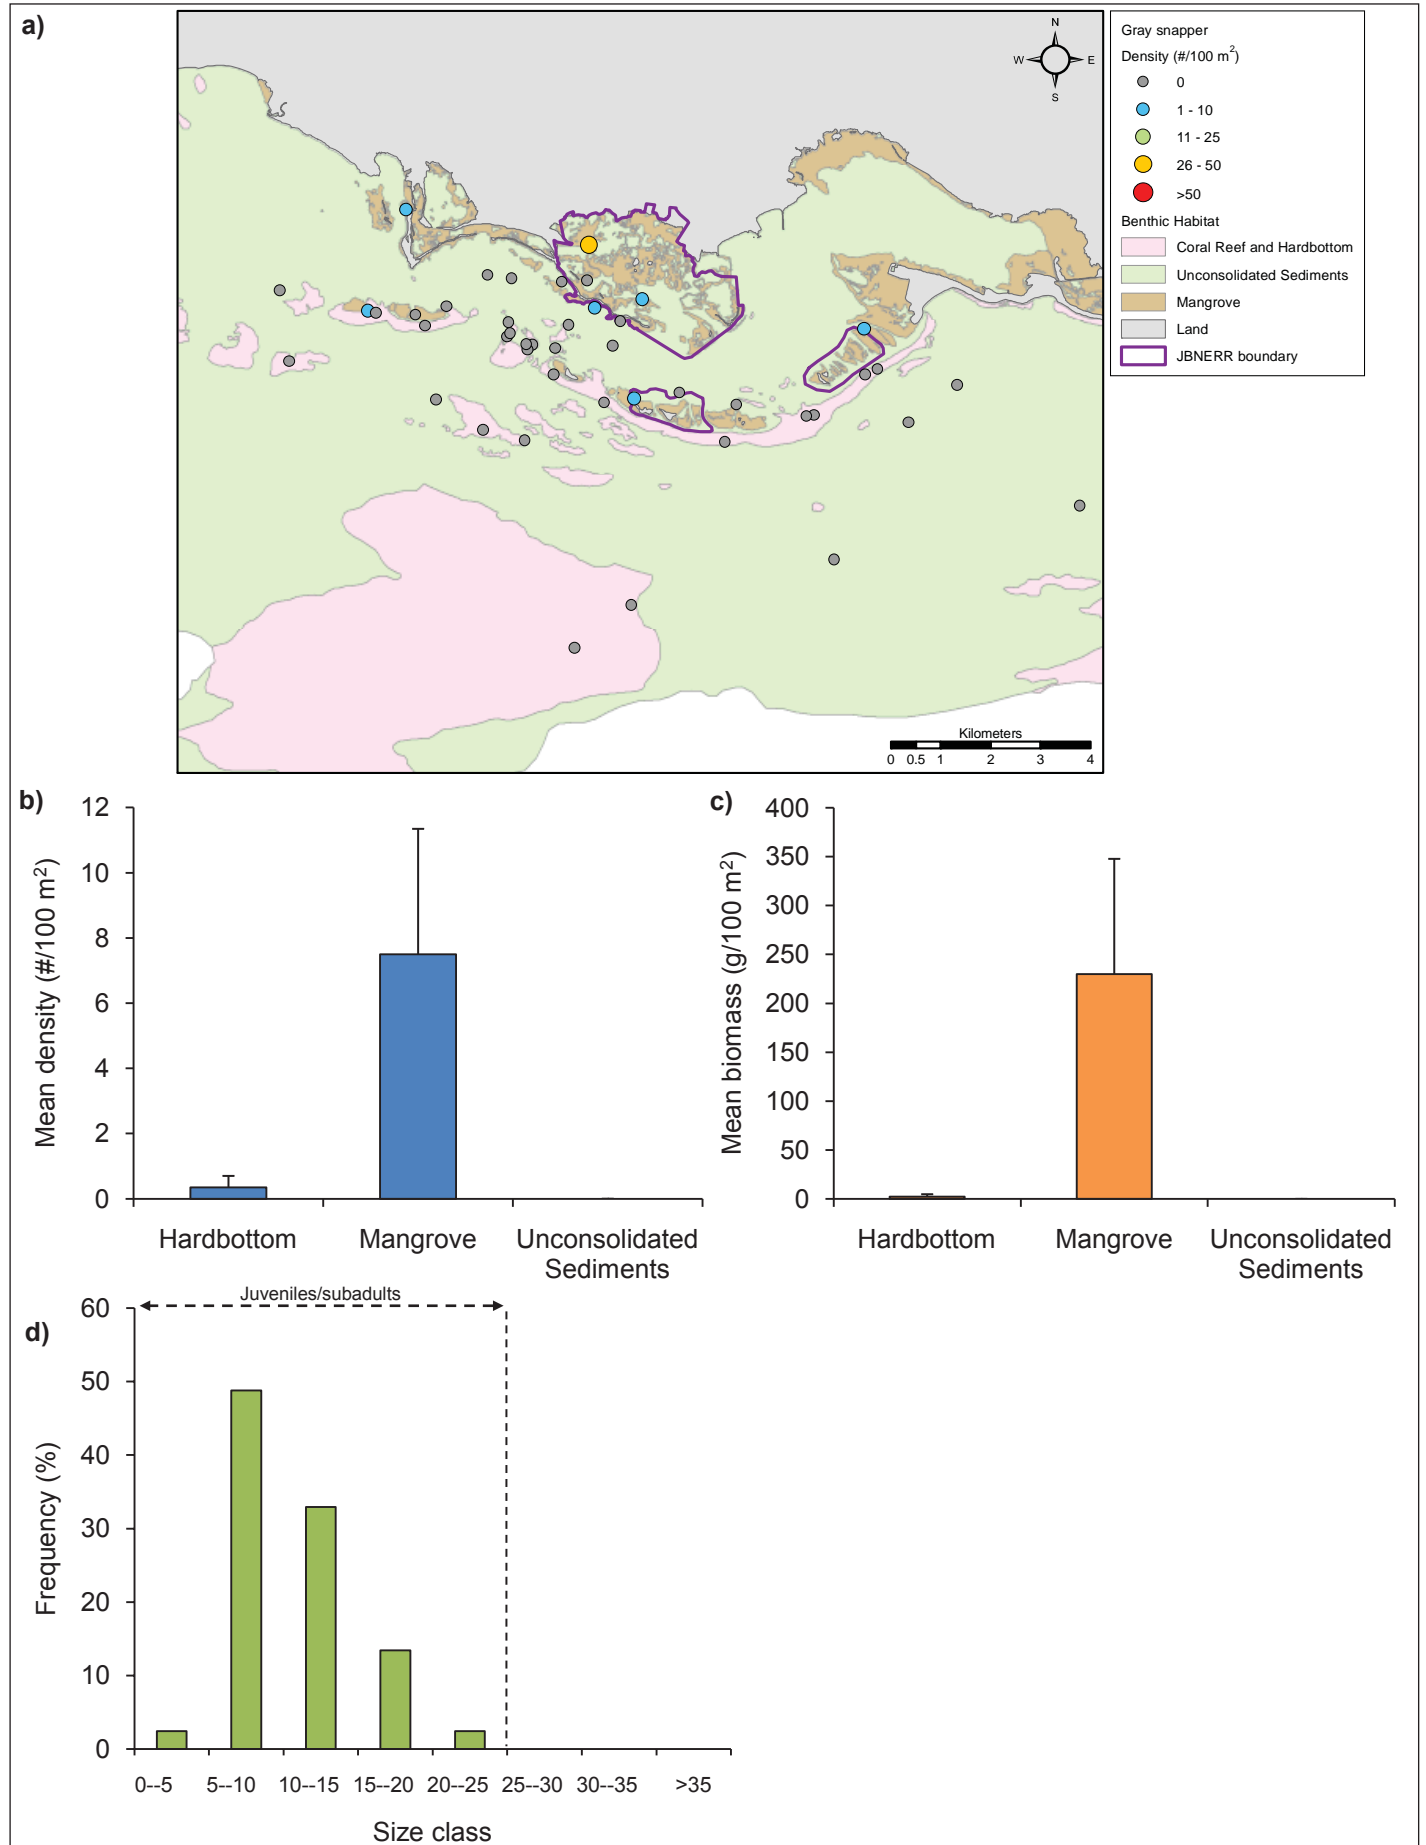 a)
N
W E
S
Gray snapper
Density (#/100 m2)
0
1 - 10
11 - 25
26 - 50
>50
Benthic Habitat
Coral Reef and Hardbottom
Unconsolidated Sediments
Mangrove
Land
JBNERR boundary
Kilometers
0 0.5 1 2 3 4
b)
12
10
8
6
4
2
0
Mean density (#/100 m2)
Hardbottom Mangrove Unconsolidated
Sediments
c)
400
350
300
250
200
150
100
50
0
Mean biomass (g/100 m2)
Hardbottom Mangrove Unconsolidated
Sediments
d)
Juveniles/subadults
60
50
40
30
20
10
0
Frequency (%)
0--5 5--10 10--15 15--20 20--25 25--30 30--35 >35
Size class